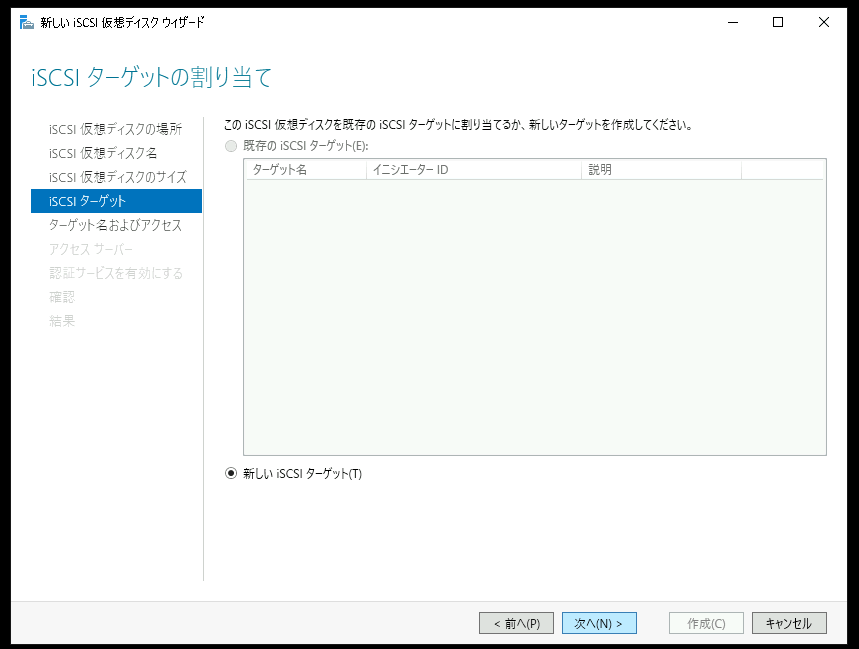 新しい iSCSI 仮想ディスク ウィザード
iSCSI ターゲットの割り当て
iSCSI 仮想ディスクの場所
iSCSI 仮想ディスク名
iSCSI 仮想ディスクのサイズ
iSCSI ターゲット
ターゲット名およびアクセス
アクセス サーバー
認証サービスを有効にする
確認
結果
この iSCSI 仮想ディスクを既存の iSCSI ターゲットに割り当てるか、新しいターゲットを作成してください。
既存の iSCSI ターゲット(E):
ターゲット名 イニシエーター ID 説明
新しい iSCSI ターゲット(T)
< 前へ(P) 次へ(N) > 作成(C) キャンセル